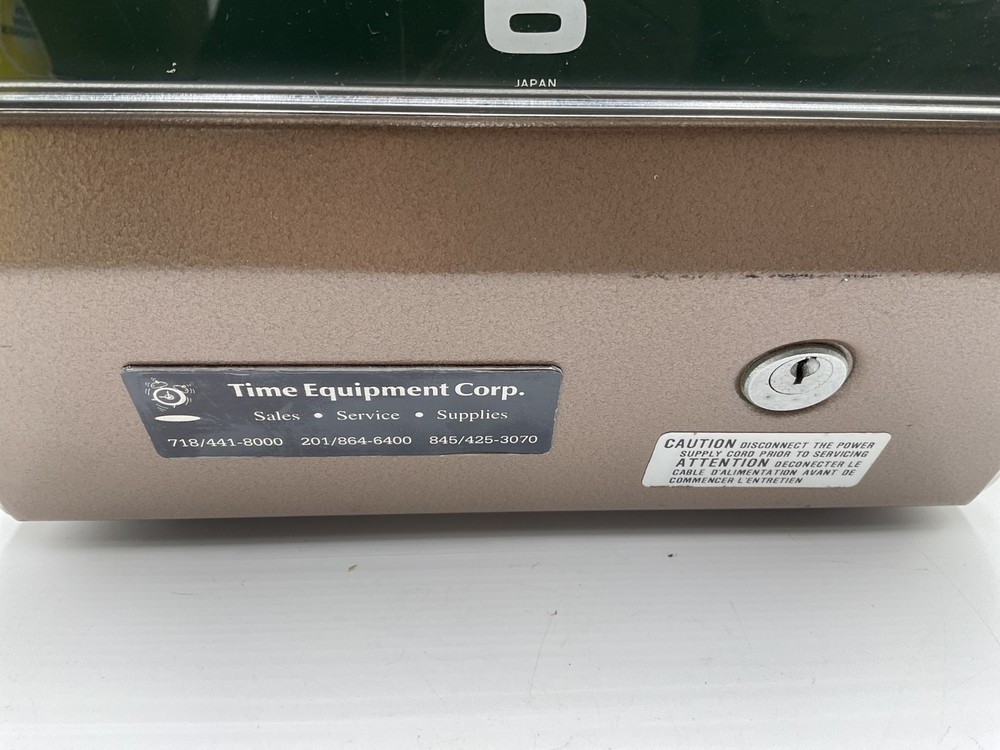 6
JAPAN
Time Equipment Corp.
Sales • Service • Supplies
718/441-8000 201/864-6400 845/425-3070
CAUTION DISCONNECT THE POWER
SUPPLY CORD PRIOR TO SERVICING
ATTENTION DECONECTER LE
CABLE D'ALIMENTATION AVANT DE
COMMENCER L'ENTRETIEN